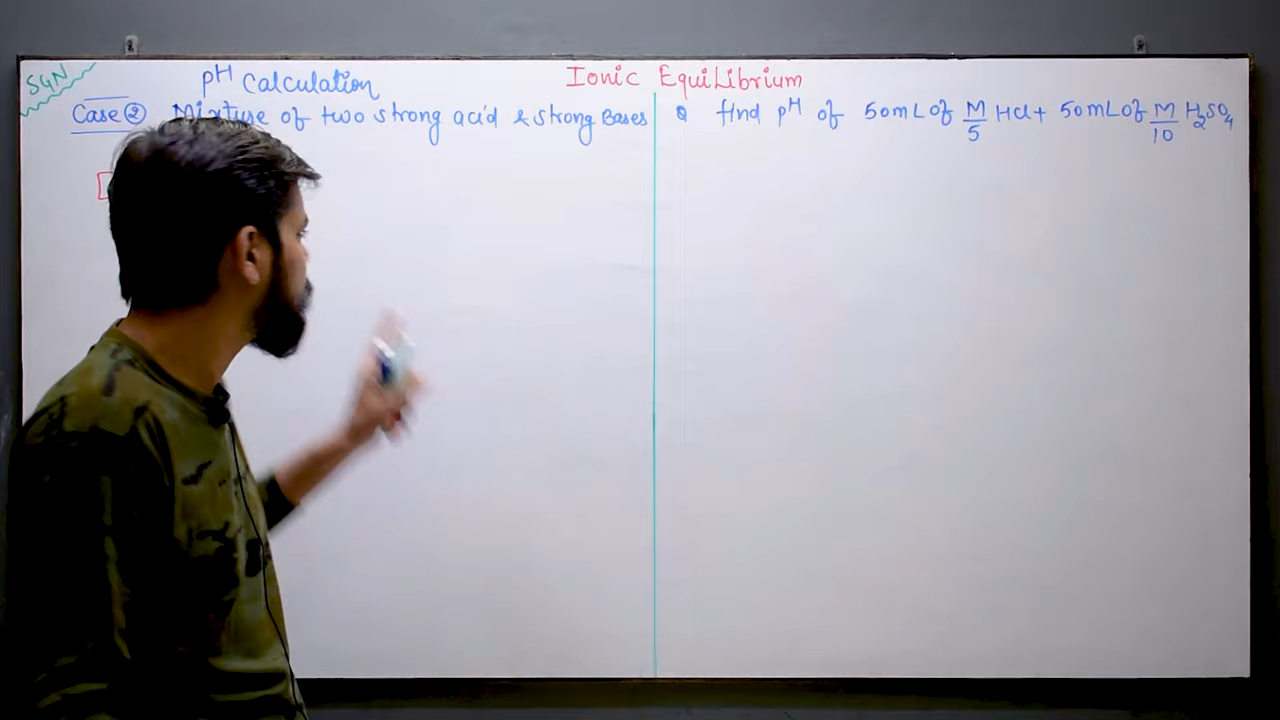 SGN
pH Calculation
Ionic Equilibrium
Case ② Mixture of two strong acid & strong Bases
Q find pH of 50mL of M/5 HCl + 50mL of M/10 H₂SO₄